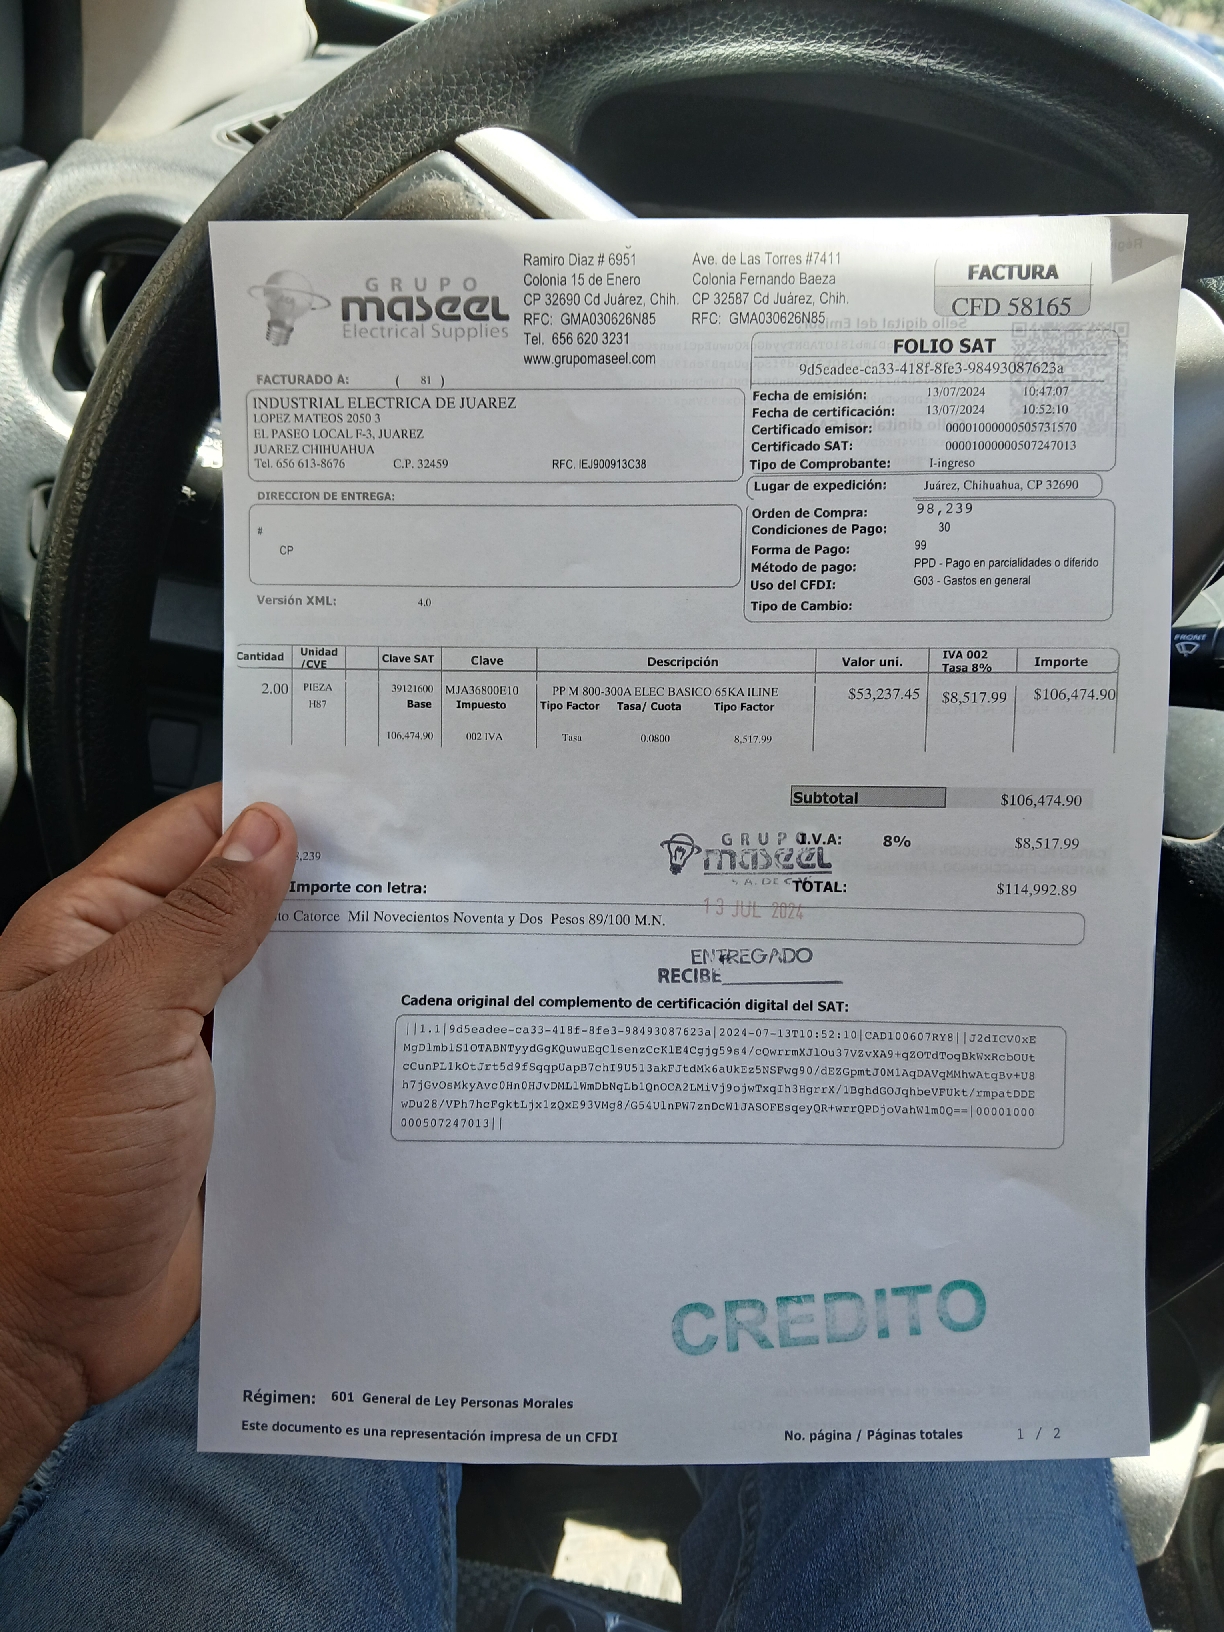 GRUPO
maseel
Electrical Supplies
Ramiro Diaz # 6951
Colonia 15 de Enero
CP 32690 Cd Juárez, Chih.
RFC: GMA030626N85
Tel. 656 620 3231
www.grupomaseel.com
Ave. de Las Torres #7411
Colonia Fernando Baeza
CP 32587 Cd Juárez, Chih.
RFC: GMA030626N85
FACTURA
CFD 58165
FOLIO SAT
9d5eadee-ca33-418f-8fe3-98493087623a
Fecha de emisión: 13/07/2024 10:47:07
Fecha de certificación: 13/07/2024 10:52:10
Certificado emisor: 00001000000505731570
Certificado SAT: 00001000000507247013
Tipo de Comprobante: I-ingreso
Lugar de expedición: Juárez, Chihuahua, CP 32690
Orden de Compra: 98,239
Condiciones de Pago: 30
Forma de Pago: 99
Método de pago: PPD - Pago en parcialidades o diferido
Uso del CFDI: G03 - Gastos en general
Tipo de Cambio:
FACTURADO A: ( 81 )
INDUSTRIAL ELECTRICA DE JUAREZ
LOPEZ MATEOS 2050 3
EL PASEO LOCAL F-3, JUAREZ
JUAREZ CHIHUAHUA
Tel. 656 613-8676 C.P. 32459 RFC. IEJ900913C38
DIRECCION DE ENTREGA:
#
CP
Versión XML: 4.0
Cantidad Unidad /CVE Clave SAT Clave Descripción Valor uni. IVA 002 Tasa 8% Importe
2.00 PIEZA 39121600 MJA36800E10 PP M 800-300A ELEC BASICO 65KA ILINE $53,237.45 $8,517.99 $106,474.90
H87 Base Impuesto Tipo Factor Tasa/ Cuota Tipo Factor
106,474.90 002 IVA Tasa 0.0800 8,517.99
Subtotal $106,474.90
GRUPO
maseel
S.A. DE C.V.
I.V.A: 8% $8,517.99
,239
Importe con letra:
TOTAL: $114,992.89
13 JUL 2024
to Catorce Mil Novecientos Noventa y Dos Pesos 89/100 M.N.
ENTREGADO
RECIBE
Cadena original del complemento de certificación digital del SAT:
||1.1|9d5eadee-ca33-418f-8fe3-98493087623a|2024-07-13T10:52:10|CAD100607RY8||
000507247013||
CREDITO
Régimen: 601 General de Ley Personas Morales
Este documento es una representación impresa de un CFDI
No. página / Páginas totales 1 / 2
FRONT